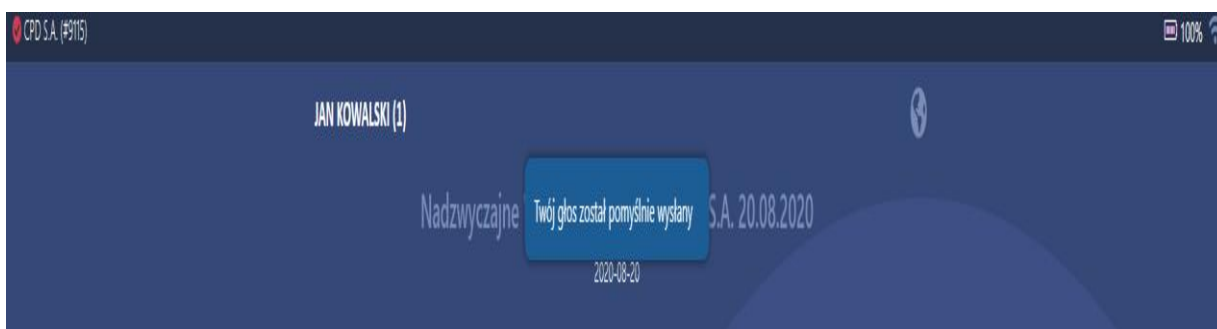 CPD S.A. (#9115)
100%
JAN KOWALSKI (1)
Nadzwyczajne
S.A. 20.08.2020
Twój głos został pomyślnie wysłany
2020-08-20